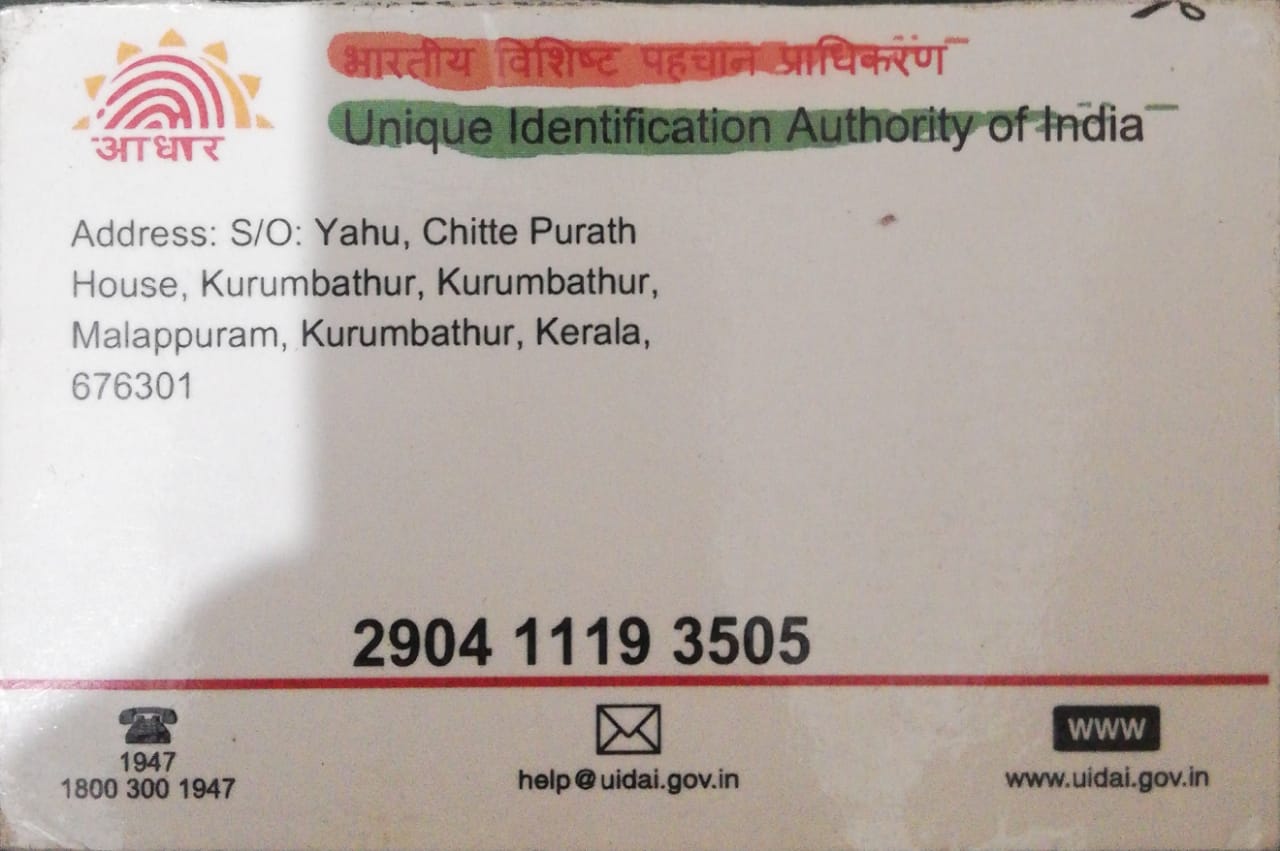 भारतीय विशिष्ट पहचान प्राधिकरण
Unique Identification Authority of India
आधार
Address: S/O: Yahu, Chitte Purath
House, Kurumbathur, Kurumbathur,
Malappuram, Kurumbathur, Kerala,
676301
2904 1119 3505
1947
1800 300 1947
help@uidai.gov.in
www
www.uidai.gov.in